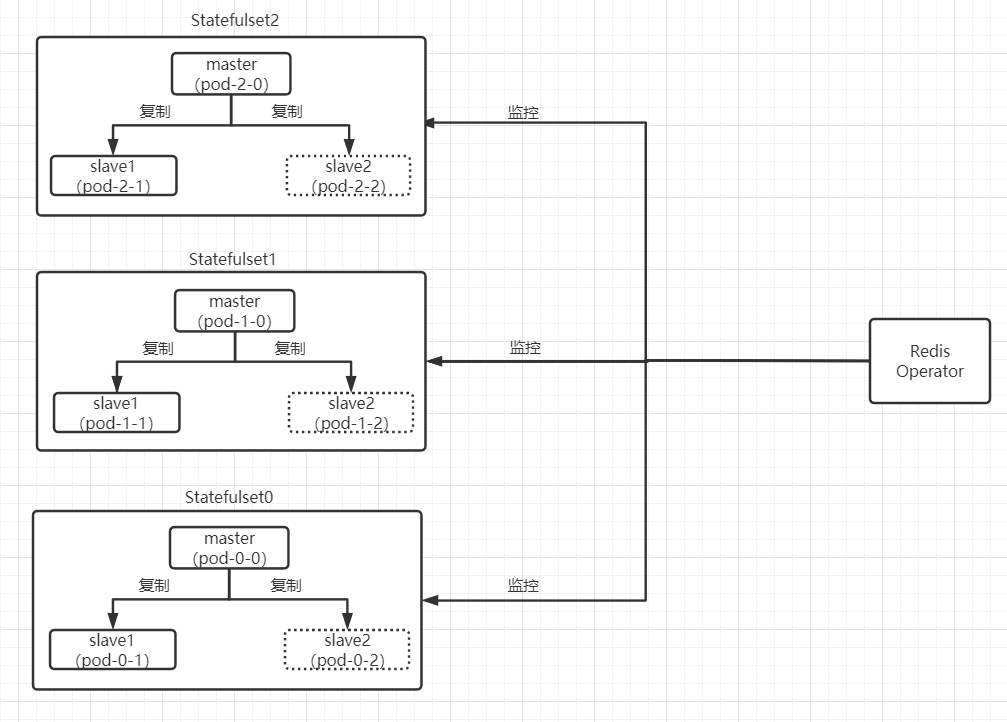 Statefulset2
master
(pod-2-0)
复制
复制
slave1
(pod-2-1)
slave2
(pod-2-2)
监控
Statefulset1
master
(pod-1-0)
复制
复制
slave1
(pod-1-1)
slave2
(pod-1-2)
监控
Redis
Operator
Statefulset0
master
(pod-0-0)
复制
复制
slave1
(pod-0-1)
slave2
(pod-0-2)
监控